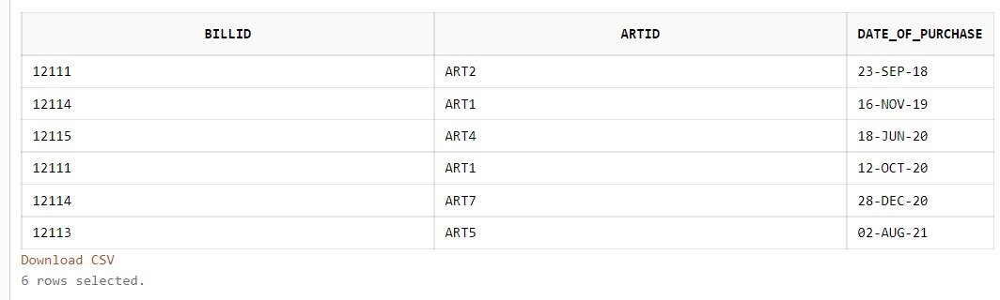 BILLID ARTID DATE_OF_PURCHASE
12111 ART2 23-SEP-18
12114 ART1 16-NOV-19
12115 ART4 18-JUN-20
12111 ART1 12-OCT-20
12114 ART7 28-DEC-20
12113 ART5 02-AUG-21
Download CSV
6 rows selected.